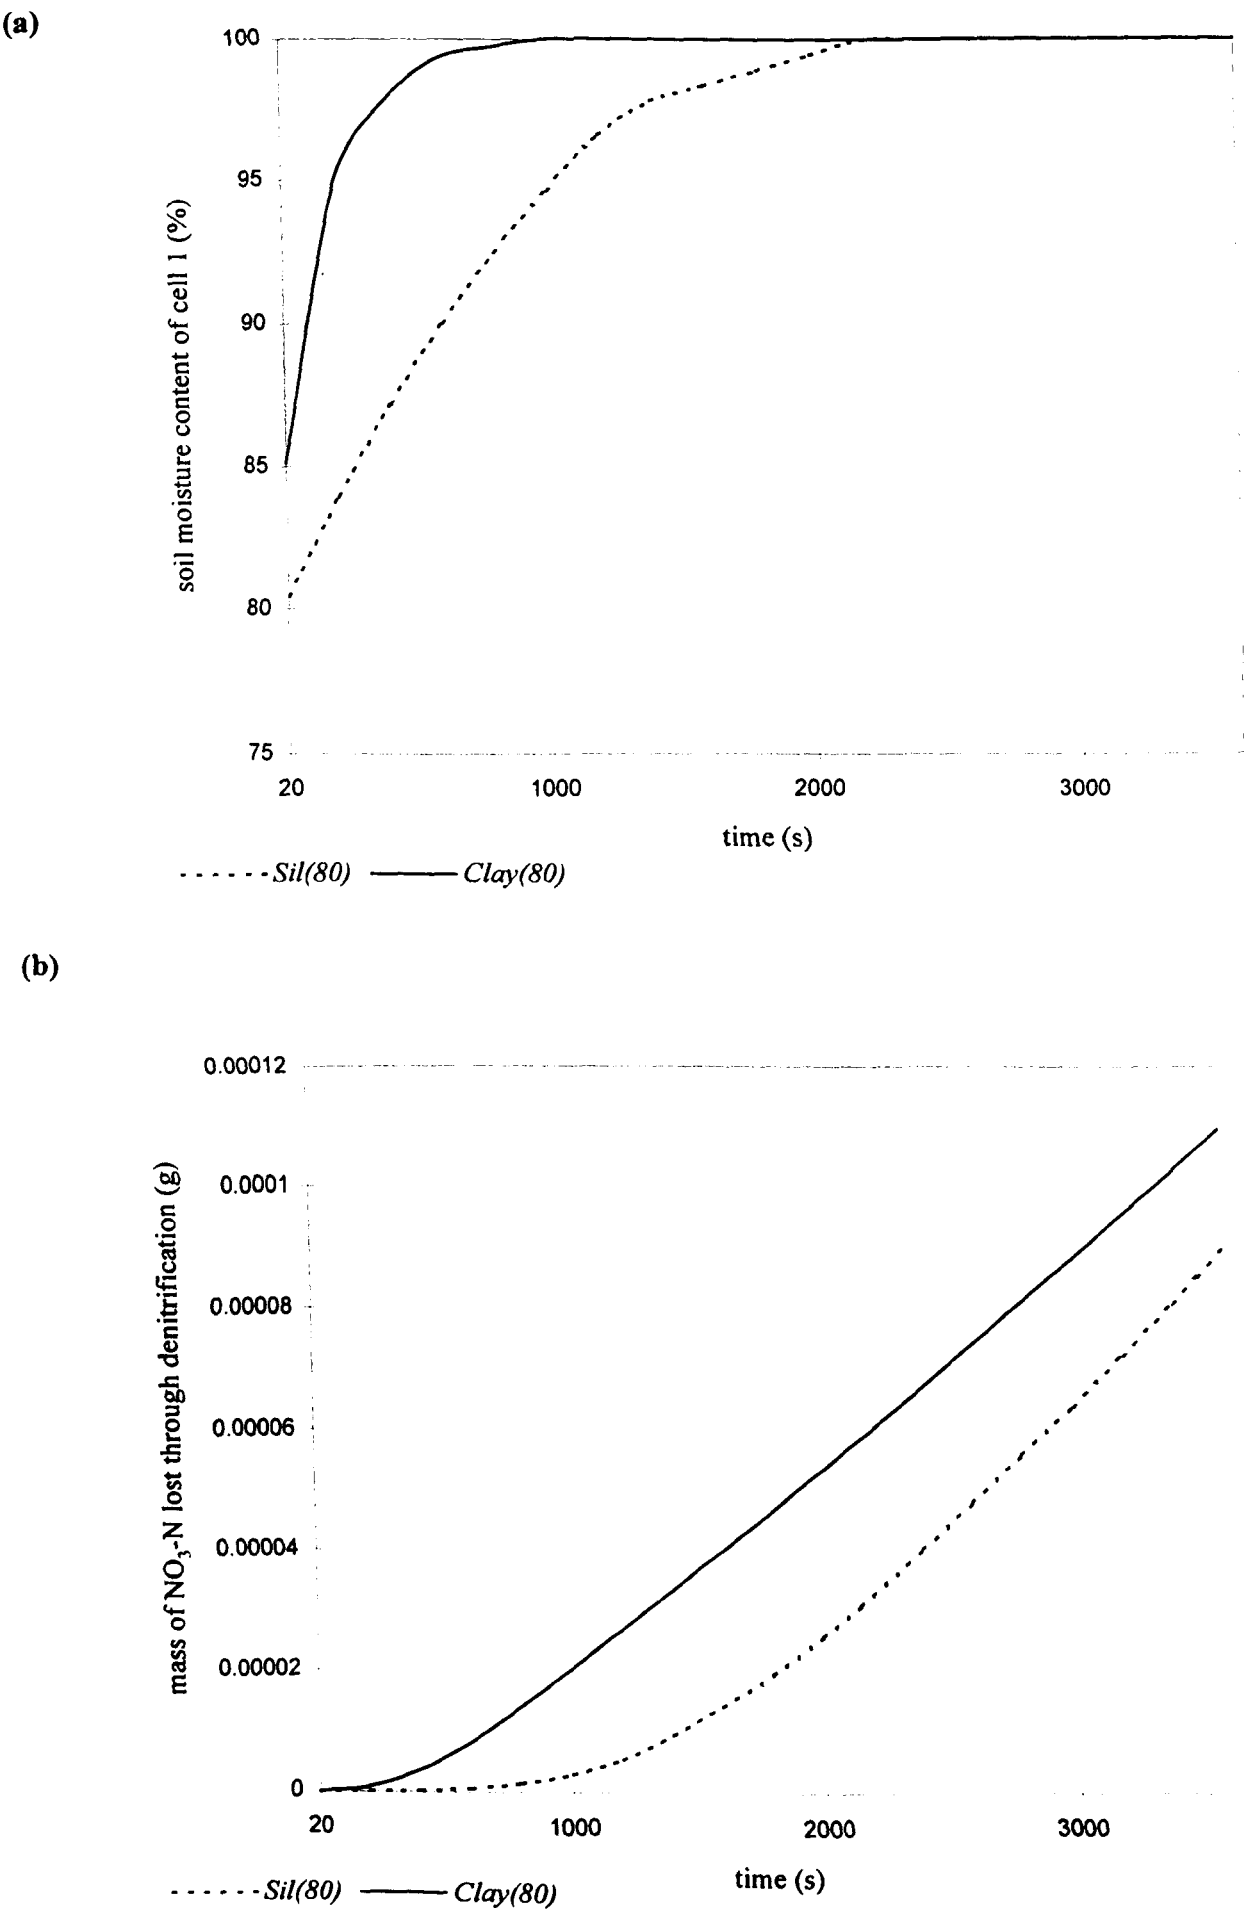 (a)
100
95
90
85
80
75
soil moisture content of cell 1 (%)
20 1000 2000 3000
time (s)
Sil(80) Clay(80)
(b)
0.00012
0.0001
0.00008
0.00006
0.00004
0.00002
0
mass of NO3-N lost through denitrification (g)
20 1000 2000 3000
time (s)
Sil(80) Clay(80)